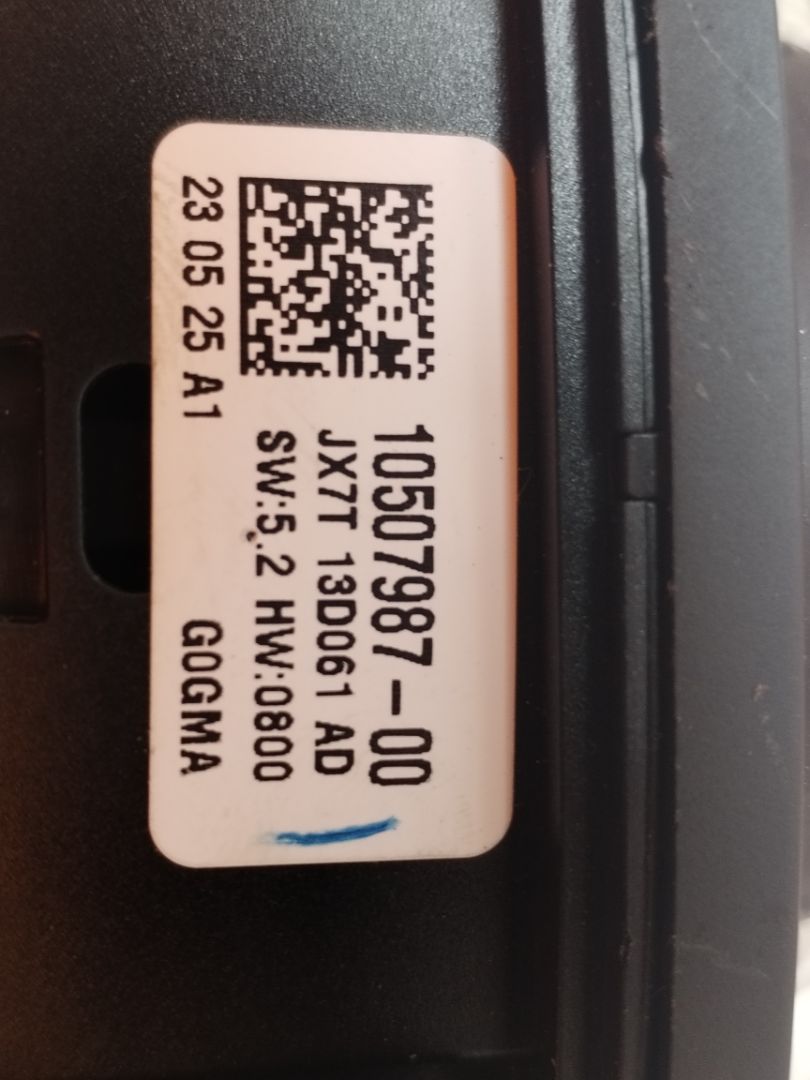 10507987-00
JX7T 13D061 AD
SW:5.2 HW:0800
23 05 25 A1 G0GMA